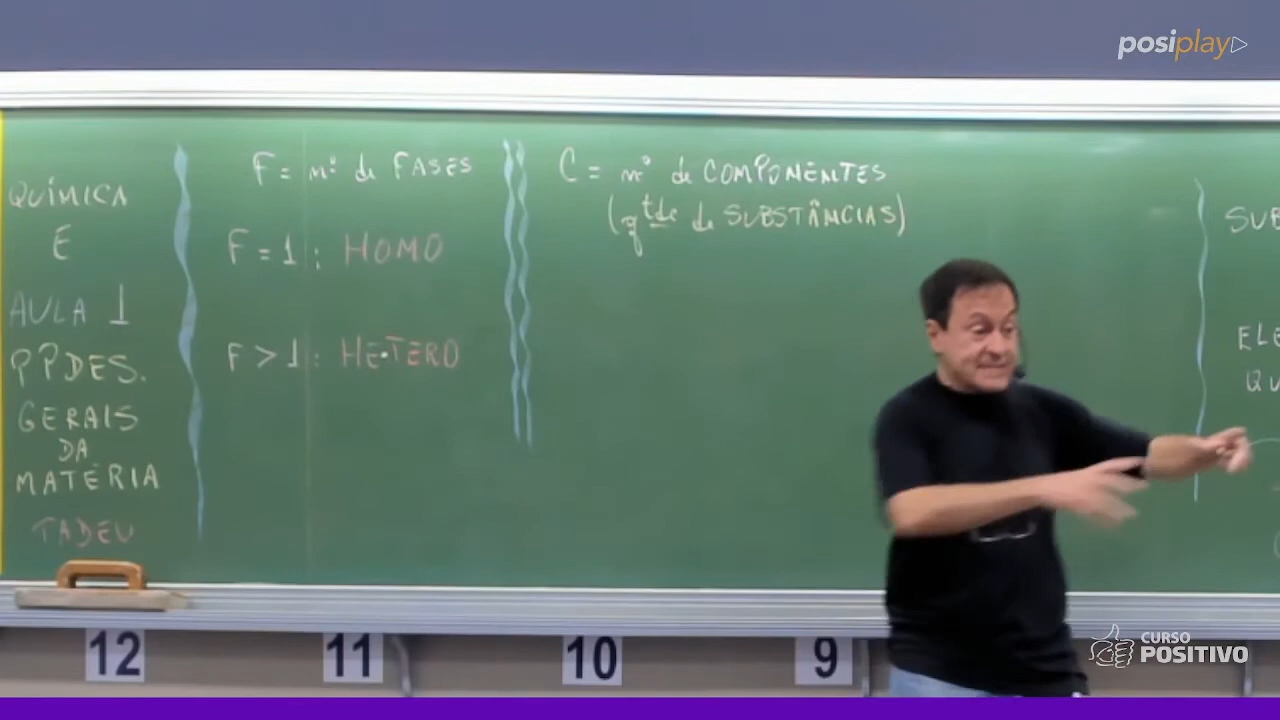 posiplay
QUÍMICA
E
AULA 1
PPDES.
GERAIS
DA
MATÉRIA
TADEU
F = nº de FASES
F = 1 : HOMO
F > 1 : HETERO
C = nº de COMPONENTES
(qtde de SUBSTÂNCIAS)
12
11
10
9
CURSO
POSITIVO